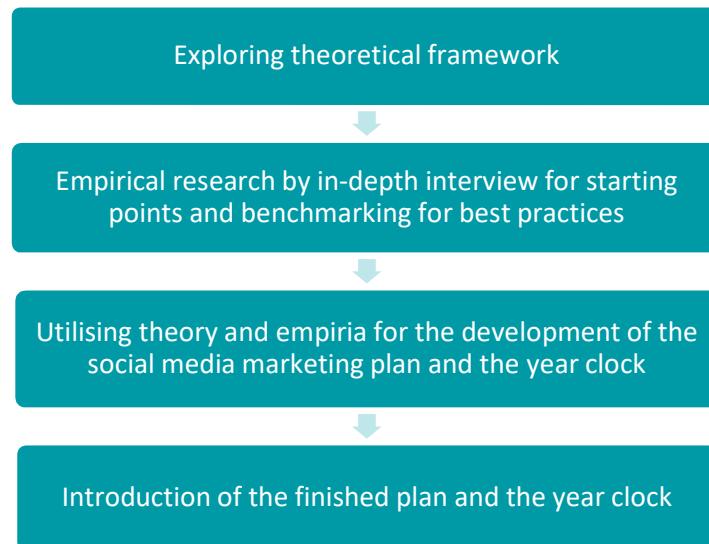 Exploring theoretical framework
Empirical research by in-depth interview for starting
points and benchmarking for best practices
Utilising theory and empiria for the development of the
social media marketing plan and the year clock
Introduction of the finished plan and the year clock